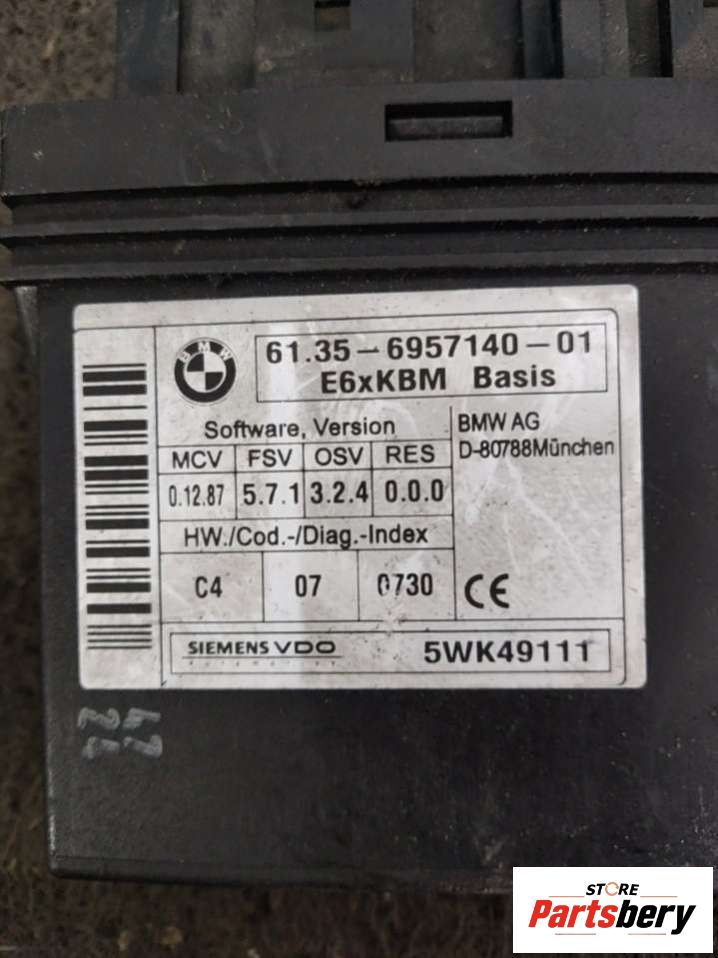 BMW
61.35-6957140-01
E6xKBM Basis
Software, Version
MCV FSV OSV RES
0.12.87 5.7.1 3.2.4 0.0.0
HW./Cod.-/Diag.-Index
C4 07 0730
BMW AG
D-80788München
CE
SIEMENS VDO
5WK49111
STORE
Partsbery